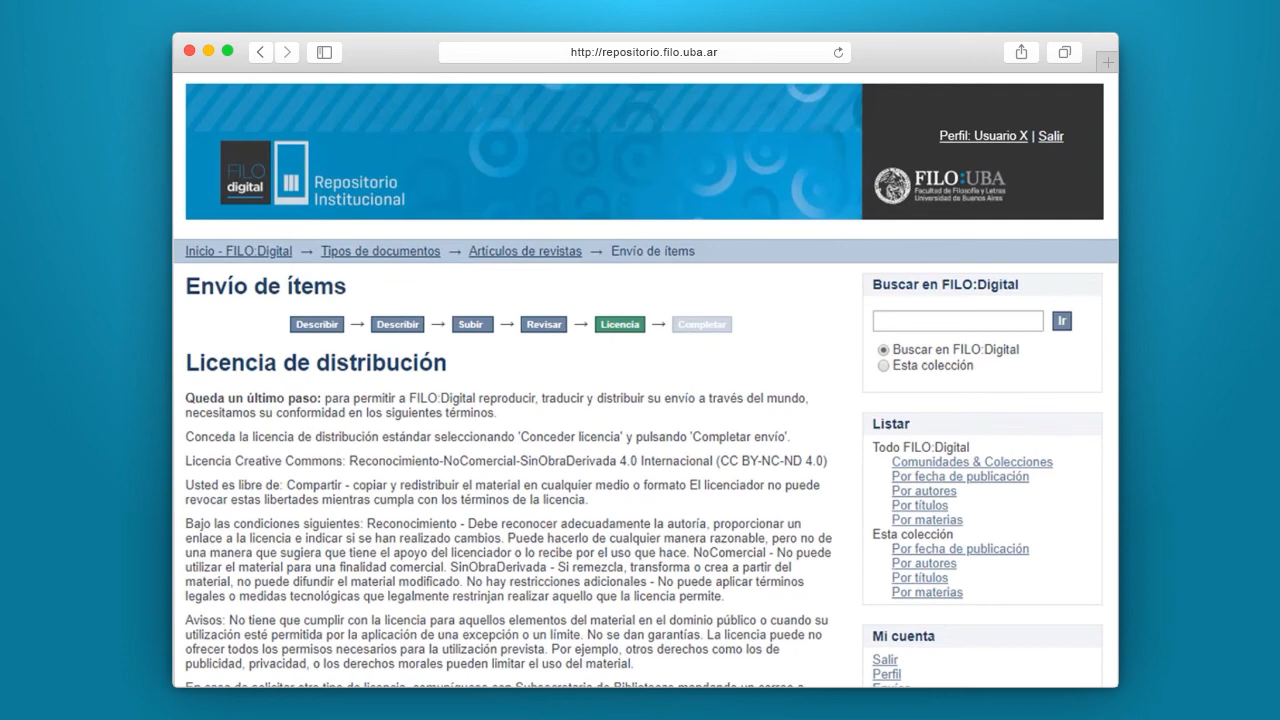 http://repositorio.filo.uba.ar
FILO
digital
Repositorio
Institucional
Perfil: Usuario X | Salir
FILO:UBA
Facultad de Filosofía y Letras
Universidad de Buenos Aires
Inicio - FILO:Digital → Tipos de documentos → Artículos de revistas → Envío de ítems
Envío de ítems
Describir → Describir → Subir → Revisar → Licencia → Completar
Licencia de distribución
Queda un último paso: para permitir a FILO:Digital reproducir, traducir y distribuir su envío a través del mundo,
necesitamos su conformidad en los siguientes términos.
Conceda la licencia de distribución estándar seleccionando 'Conceder licencia' y pulsando 'Completar envío'.
Licencia Creative Commons: Reconocimiento-NoComercial-SinObraDerivada 4.0 Internacional (CC BY-NC-ND 4.0)
Usted es libre de: Compartir - copiar y redistribuir el material en cualquier medio o formato El licenciador no puede
revocar estas libertades mientras cumpla con los términos de la licencia.
Bajo las condiciones siguientes: Reconocimiento - Debe reconocer adecuadamente la autoría, proporcionar un
enlace a la licencia e indicar si se han realizado cambios. Puede hacerlo de cualquier manera razonable, pero no de
una manera que sugiera que tiene el apoyo del licenciador o lo recibe por el uso que hace. NoComercial - No puede
utilizar el material para una finalidad comercial. SinObraDerivada - Si remezcla, transforma o crea a partir del
material, no puede difundir el material modificado. No hay restricciones adicionales - No puede aplicar términos
legales o medidas tecnológicas que legalmente restrinjan realizar aquello que la licencia permite.
Avisos: No tiene que cumplir con la licencia para aquellos elementos del material en el dominio público o cuando su
utilización esté permitida por la aplicación de una excepción o un límite. No se dan garantías. La licencia puede no
ofrecer todos los permisos necesarios para la utilización prevista. Por ejemplo, otros derechos como los de
publicidad, privacidad, o los derechos morales pueden limitar el uso del material.
En caso de solicitar otro tipo de licencia, comuníquese con Subsecretaría de Bibliotecas mandando un correo a
Buscar en FILO:Digital
Ir
Buscar en FILO:Digital
Esta colección
Listar
Todo FILO:Digital
Comunidades & Colecciones
Por fecha de publicación
Por autores
Por títulos
Por materias
Esta colección
Por fecha de publicación
Por autores
Por títulos
Por materias
Mi cuenta
Salir
Perfil
Envíos